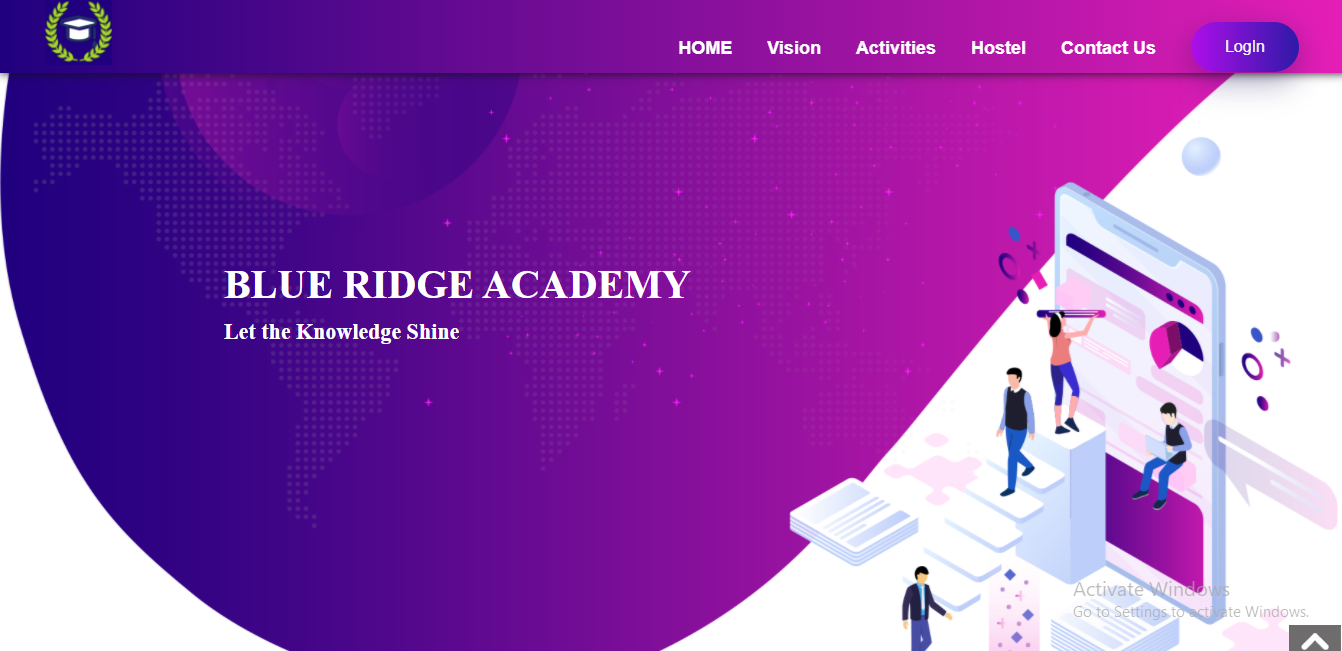 HOME Vision Activities Hostel Contact Us LogIn
BLUE RIDGE ACADEMY
Let the Knowledge Shine
Activate Windows
Go to Settings to activate Windows.